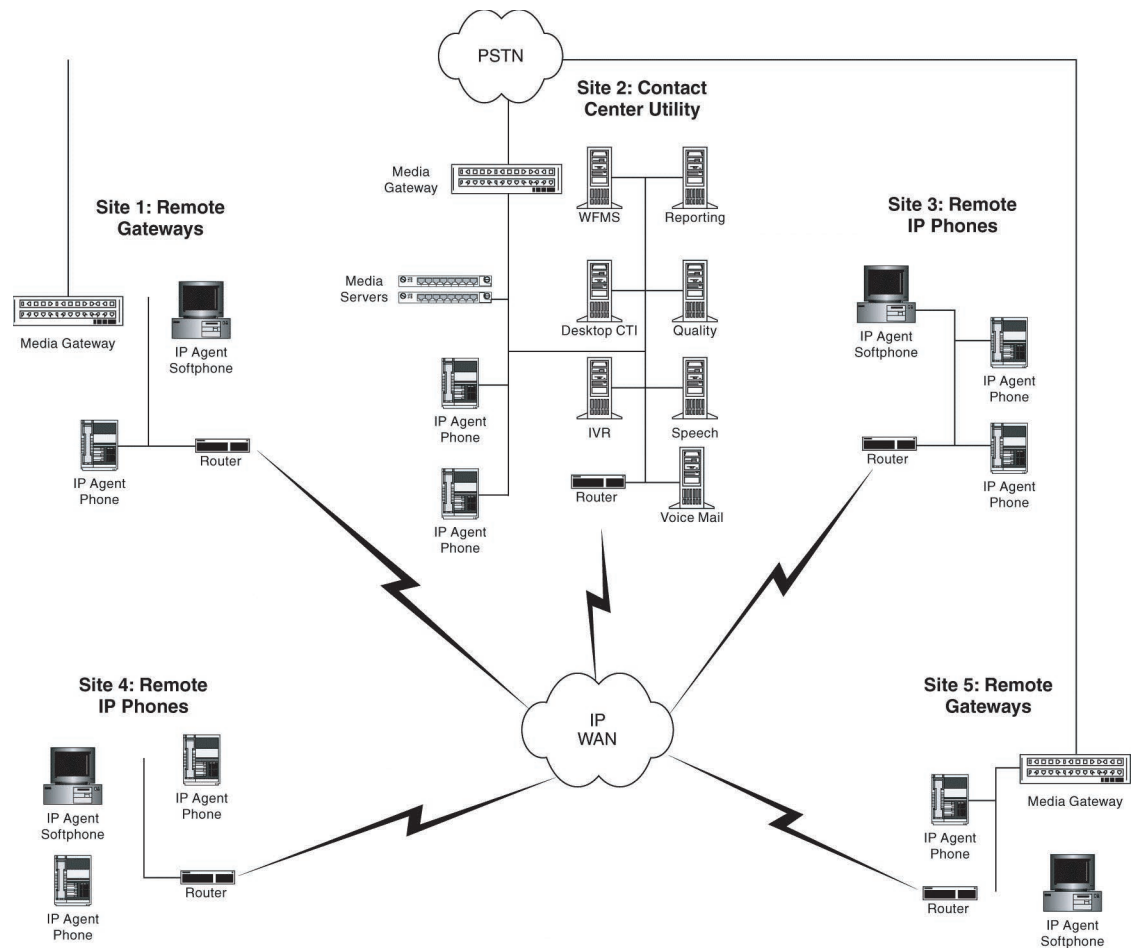 PSTN
Site 2: Contact
Center Utility
Media
Gateway
WFMS
Reporting
Site 1: Remote
Gateways
Site 3: Remote
IP Phones
Media
Servers
Desktop CTI
Quality
Media Gateway
IP Agent
Softphone
IP Agent
Softphone
IP Agent
Phone
IP Agent
Phone
IVR
Speech
IP Agent
Phone
Router
Router
IP Agent
Phone
IP Agent
Phone
Router
Voice Mail
Site 4: Remote
IP Phones
IP
WAN
Site 5: Remote
Gateways
IP Agent
Softphone
IP Agent
Phone
IP Agent
Phone
Media Gateway
IP Agent
Phone
Router
Router
IP Agent
Softphone